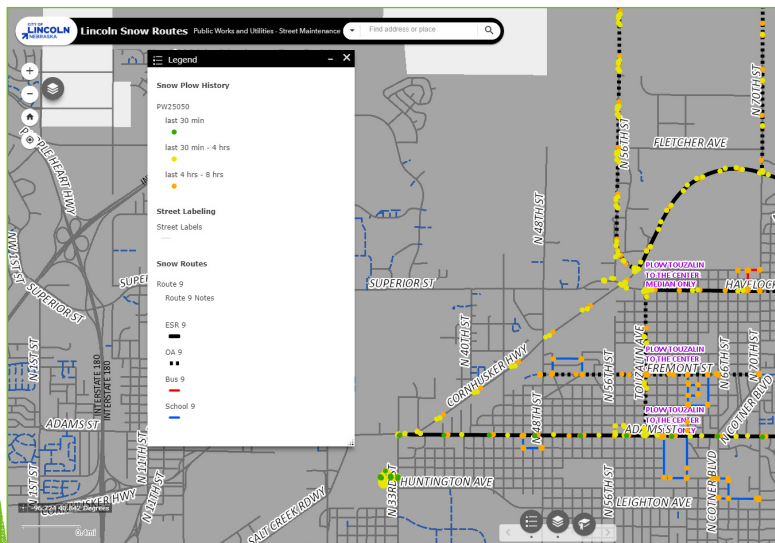 CITY OF
LINCOLN
NEBRASKA
Lincoln Snow Routes Public Works and Utilities - Street Maintenance
Find address or place
Legend
Snow Plow History
PW25050
last 30 min
last 30 min - 4 hrs
last 4 hrs - 8 hrs
Street Labeling
Street Labels
Snow Routes
Route 9
Route 9 Notes
ESR 9
OA 9
Bus 9
School 9
N 70TH ST
N 56TH ST
FLETCHER AVE
N 48TH ST
NW 1ST ST
SUPERIOR ST
SUPERIOR ST
PLOW TOUZALIN
TO THE CENTER
MEDIAN ONLY
N 40TH ST
CORNHUSKER HWY
N 1ST ST
INTERSTATE 180
INTERSTATE 180
N 56TH ST
TOUZALIN AVE
PLOW TOUZALIN
TO THE CENTER
FREMONT ST
N 66TH ST
N 70TH ST
N COTNER BLVD
ADAMS ST
N 11TH ST
N 48TH ST
PLOW TOUZALIN
TO THE CENTER
ONLY
ADAMS ST
N 33RD ST
HUNTINGTON AVE
N 1ST ST
N 56TH ST
LEIGHTON AVE
N COTNER BLVD
SALT CREEK RDWY
-96.724 40.842 Degrees
0.4mi